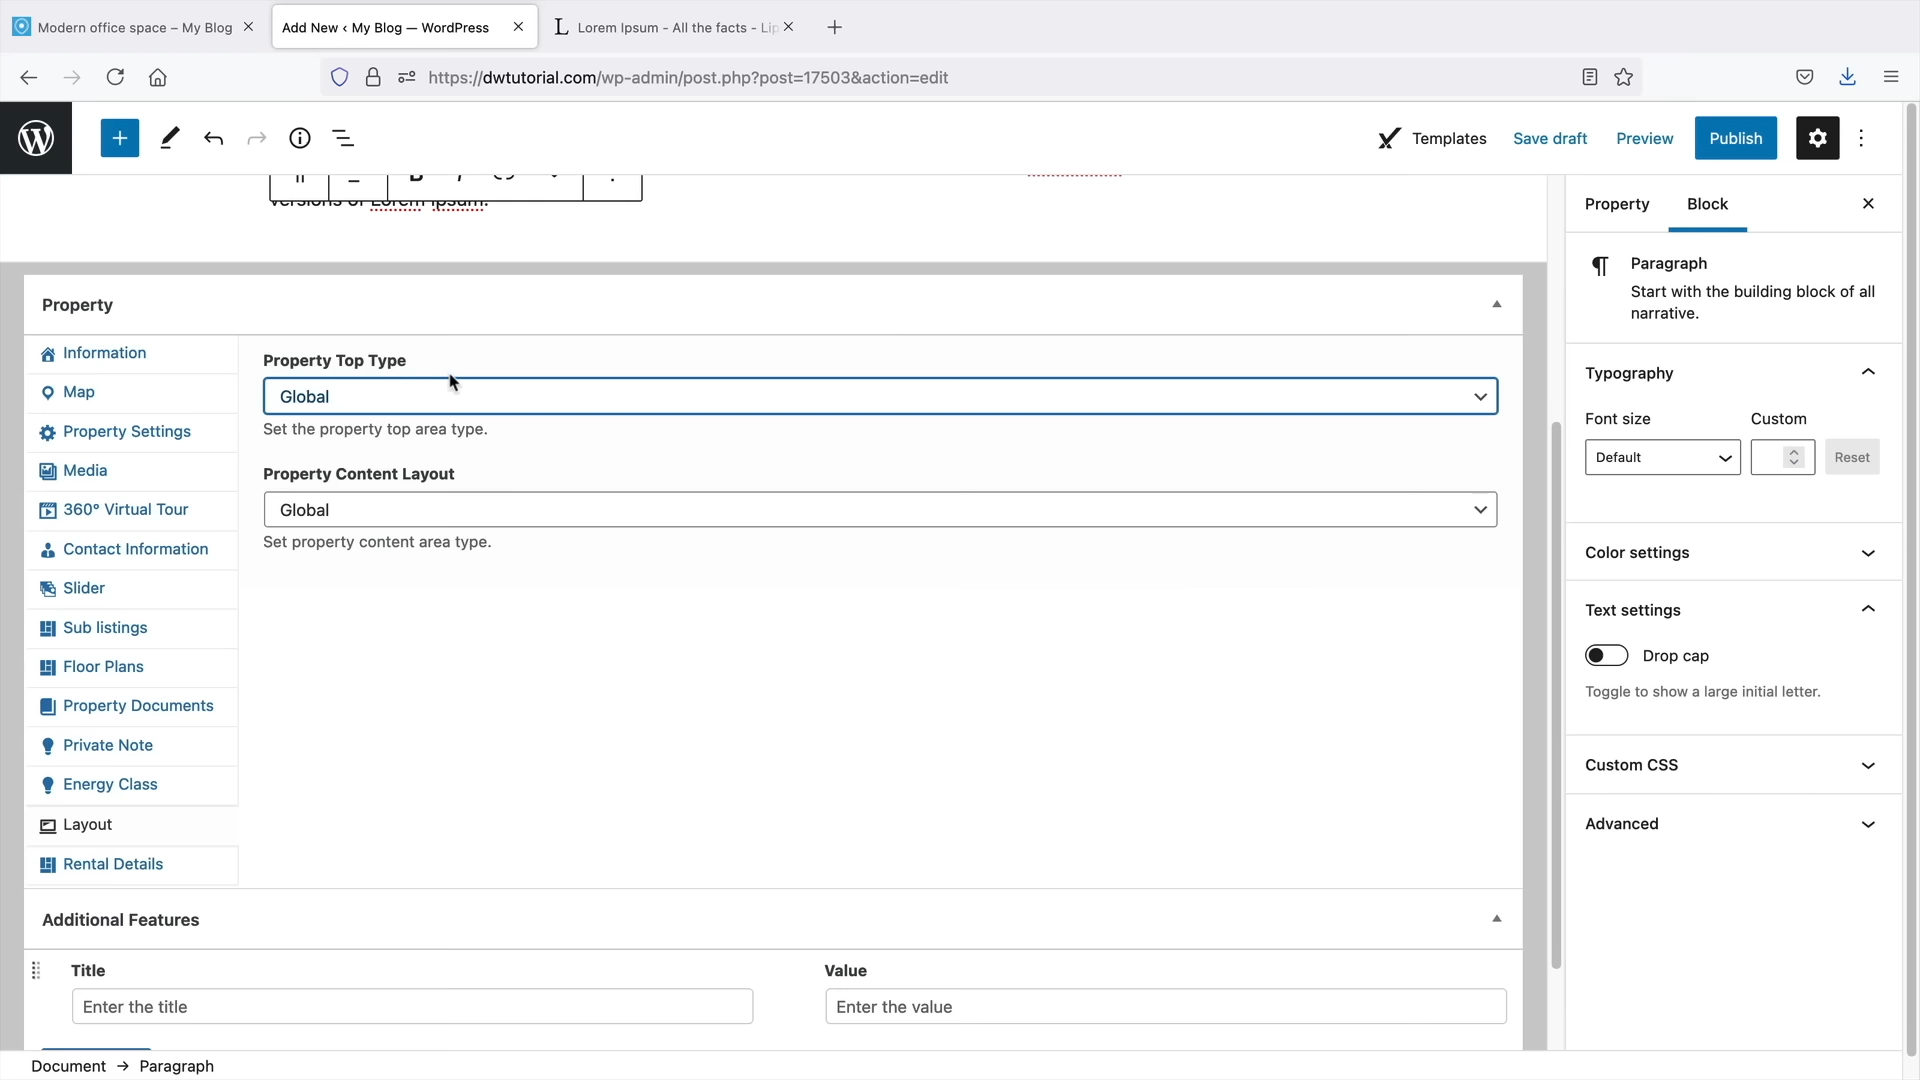 Modern office space – My Blog
Add New ‹ My Blog — WordPress
Lorem Ipsum - All the facts - Lip
https://dwtutorial.com/wp-admin/post.php?post=17503&action=edit
Templates
Save draft
Preview
Publish
versions of Lorem Ipsum.
Property
Block
Paragraph
Start with the building block of all
narrative.
Property
Information
Map
Property Settings
Media
360° Virtual Tour
Contact Information
Slider
Sub listings
Floor Plans
Property Documents
Private Note
Energy Class
Layout
Rental Details
Property Top Type
Global
Set the property top area type.
Property Content Layout
Global
Set property content area type.
Typography
Font size
Custom
Default
Reset
Color settings
Text settings
Drop cap
Toggle to show a large initial letter.
Custom CSS
Advanced
Additional Features
Title
Value
Enter the title
Enter the value
Document → Paragraph